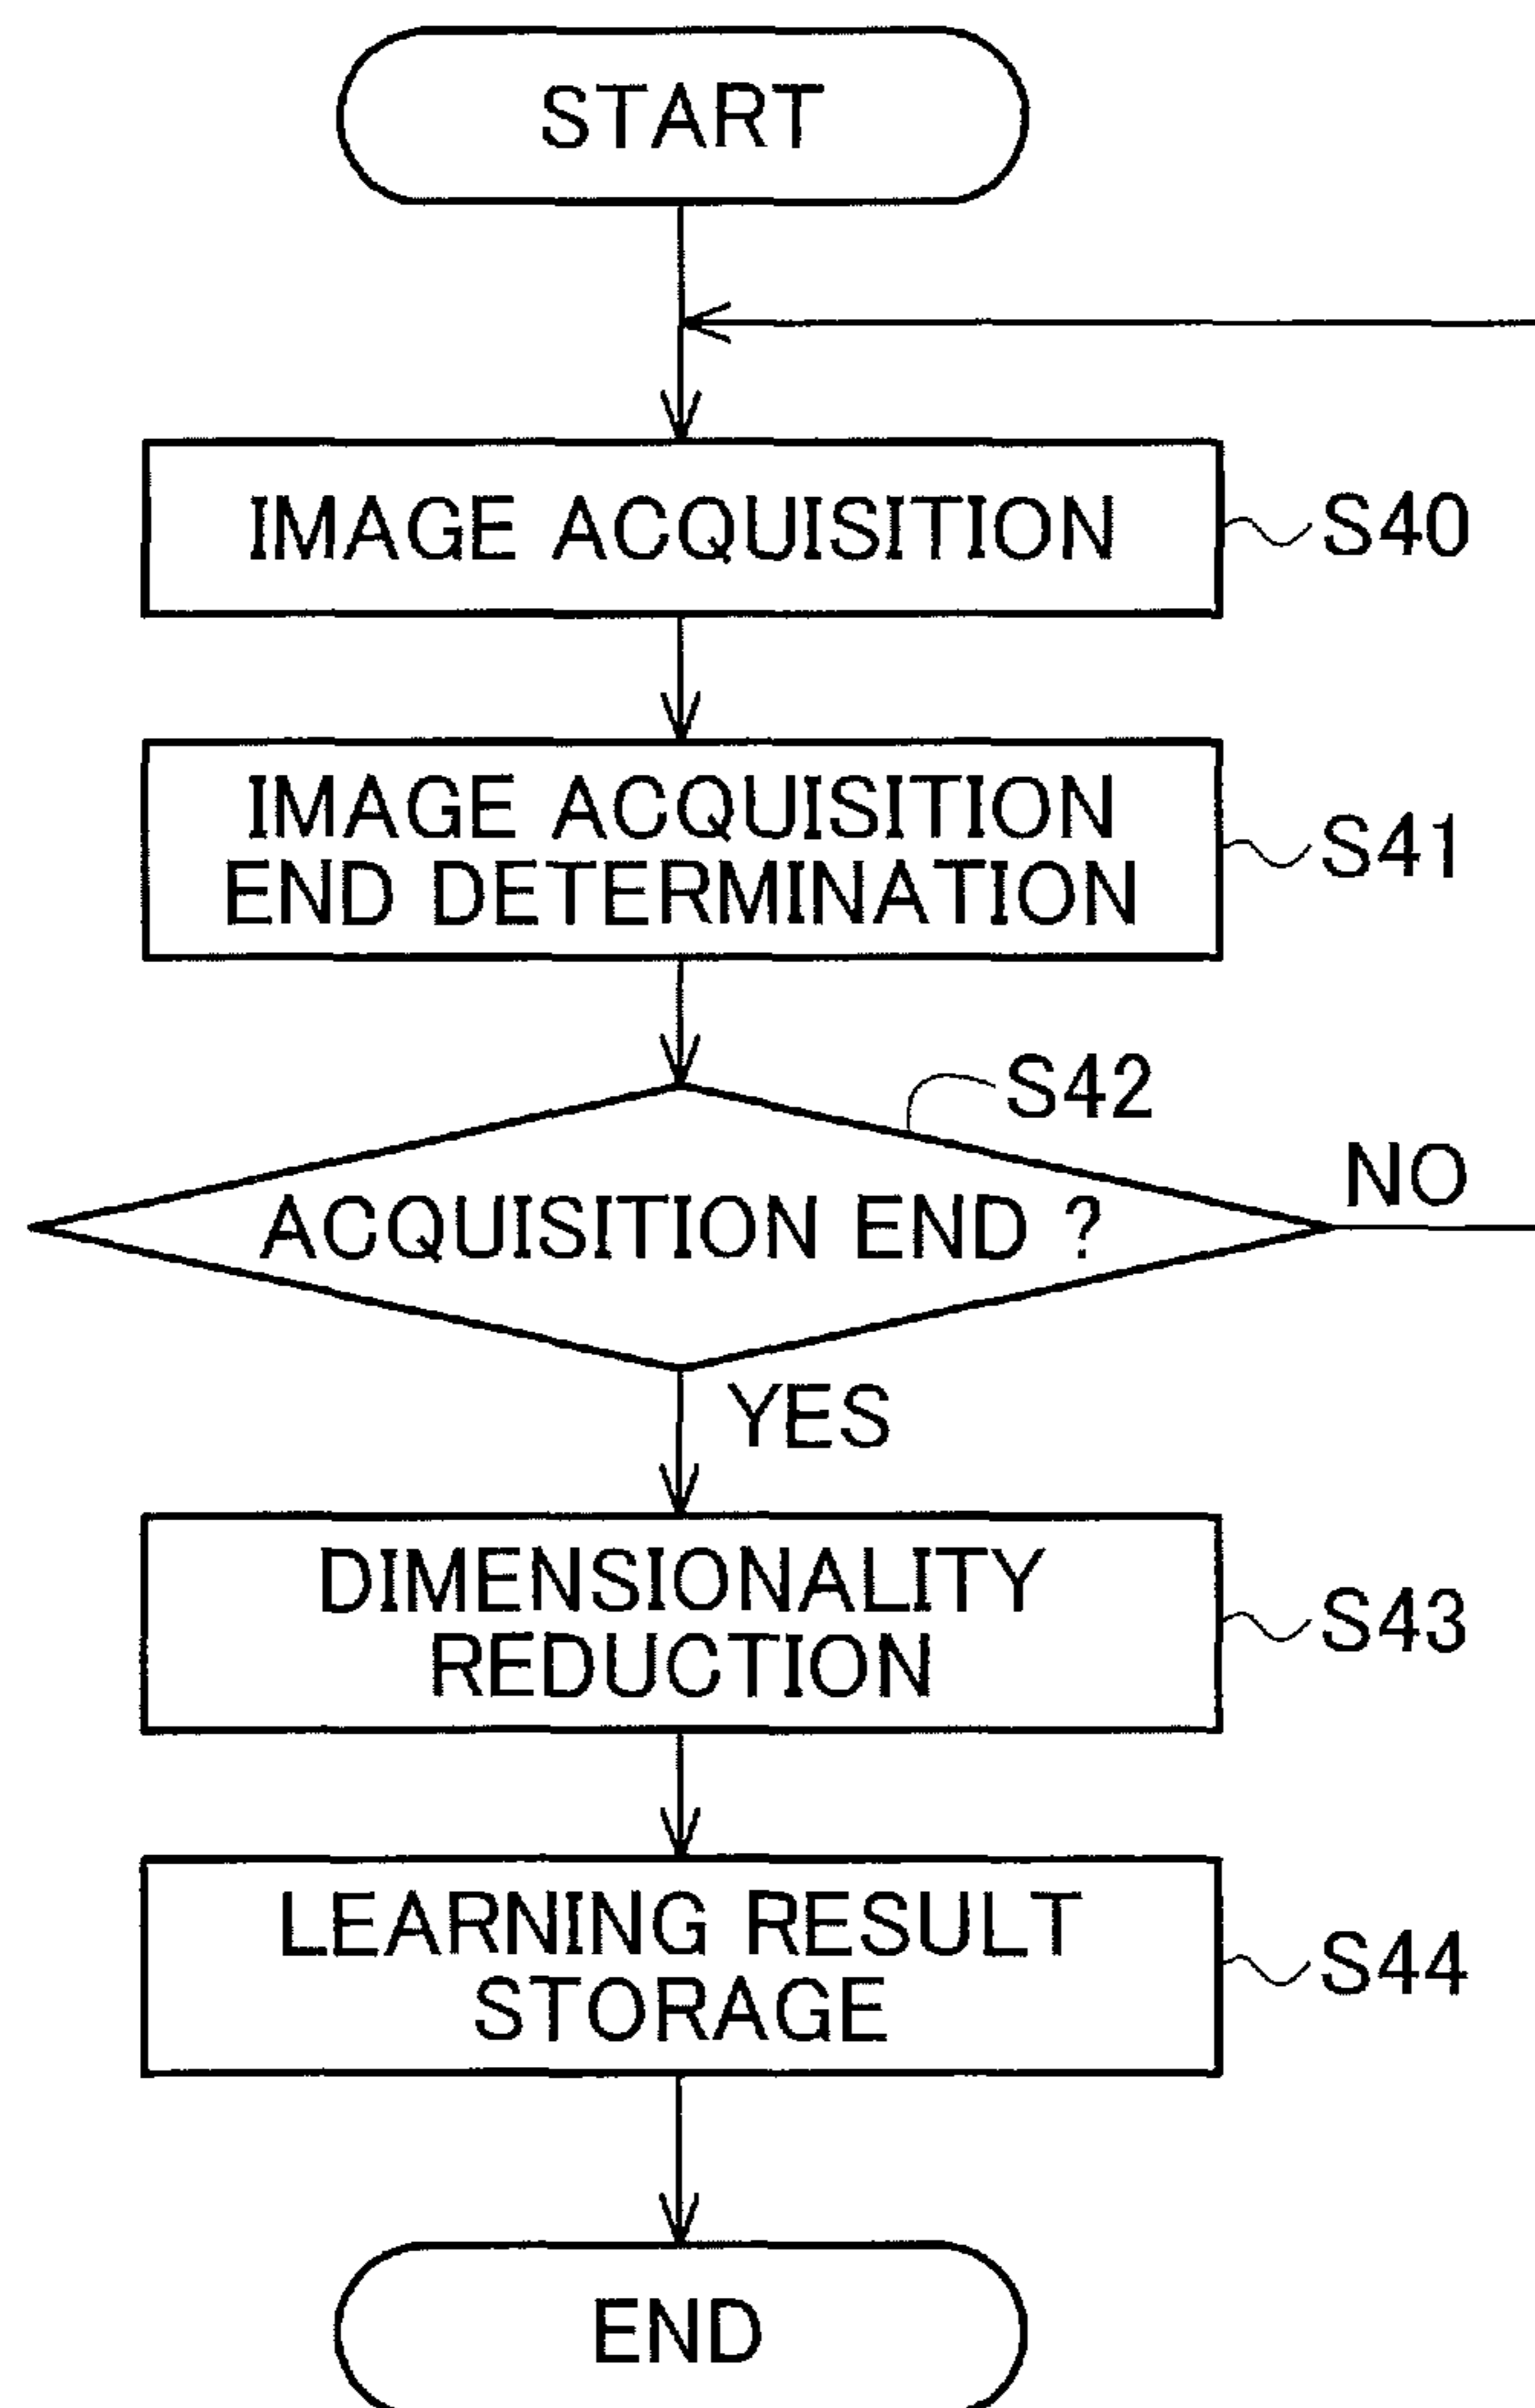 START
IMAGE ACQUISITION
S40
IMAGE ACQUISITION
END DETERMINATION
S41
S42
ACQUISITION END ?
NO
YES
DIMENSIONALITY
REDUCTION
S43
LEARNING RESULT
STORAGE
S44
END